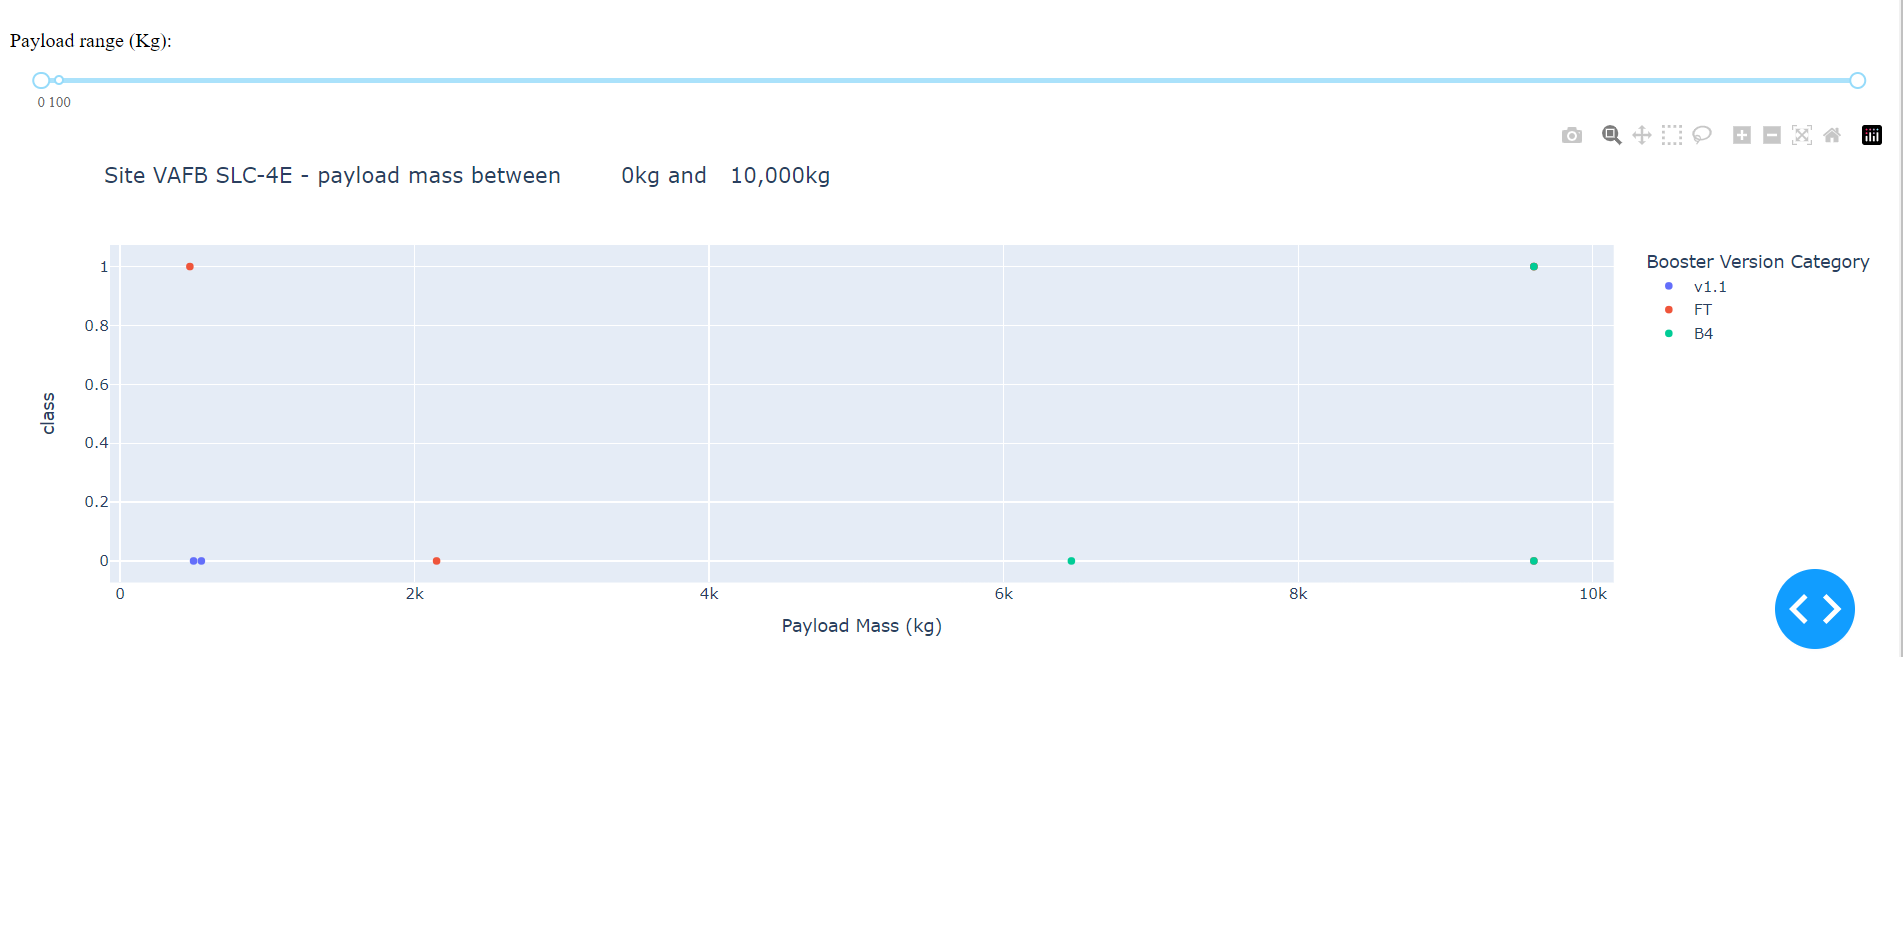 Payload range (Kg):
0 100
Site VAFB SLC-4E - payload mass between 0kg and 10,000kg
Booster Version Category
v1.1
FT
B4
1
0.8
0.6
0.4
0.2
0
class
0 2k 4k 6k 8k 10k
Payload Mass (kg)